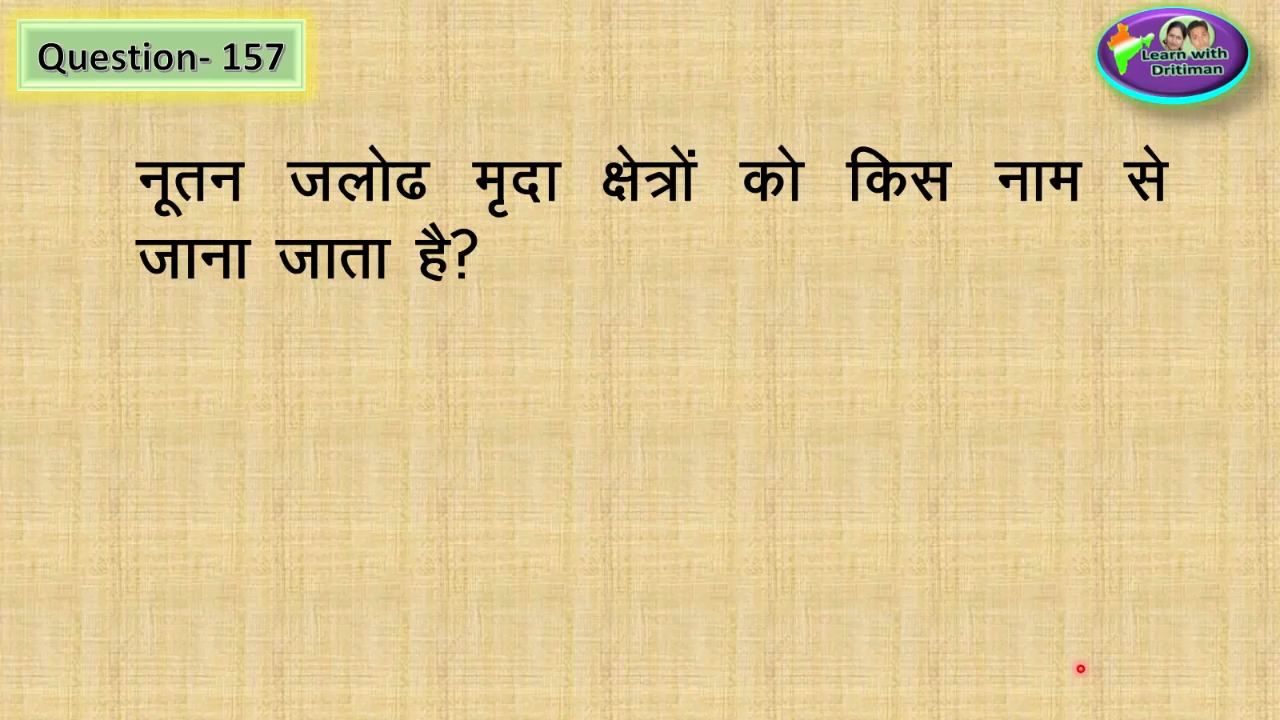 Question- 157
Learn with
Dritiman
नूतन जलोढ मृदा क्षेत्रों को किस नाम से
जाना जाता है?